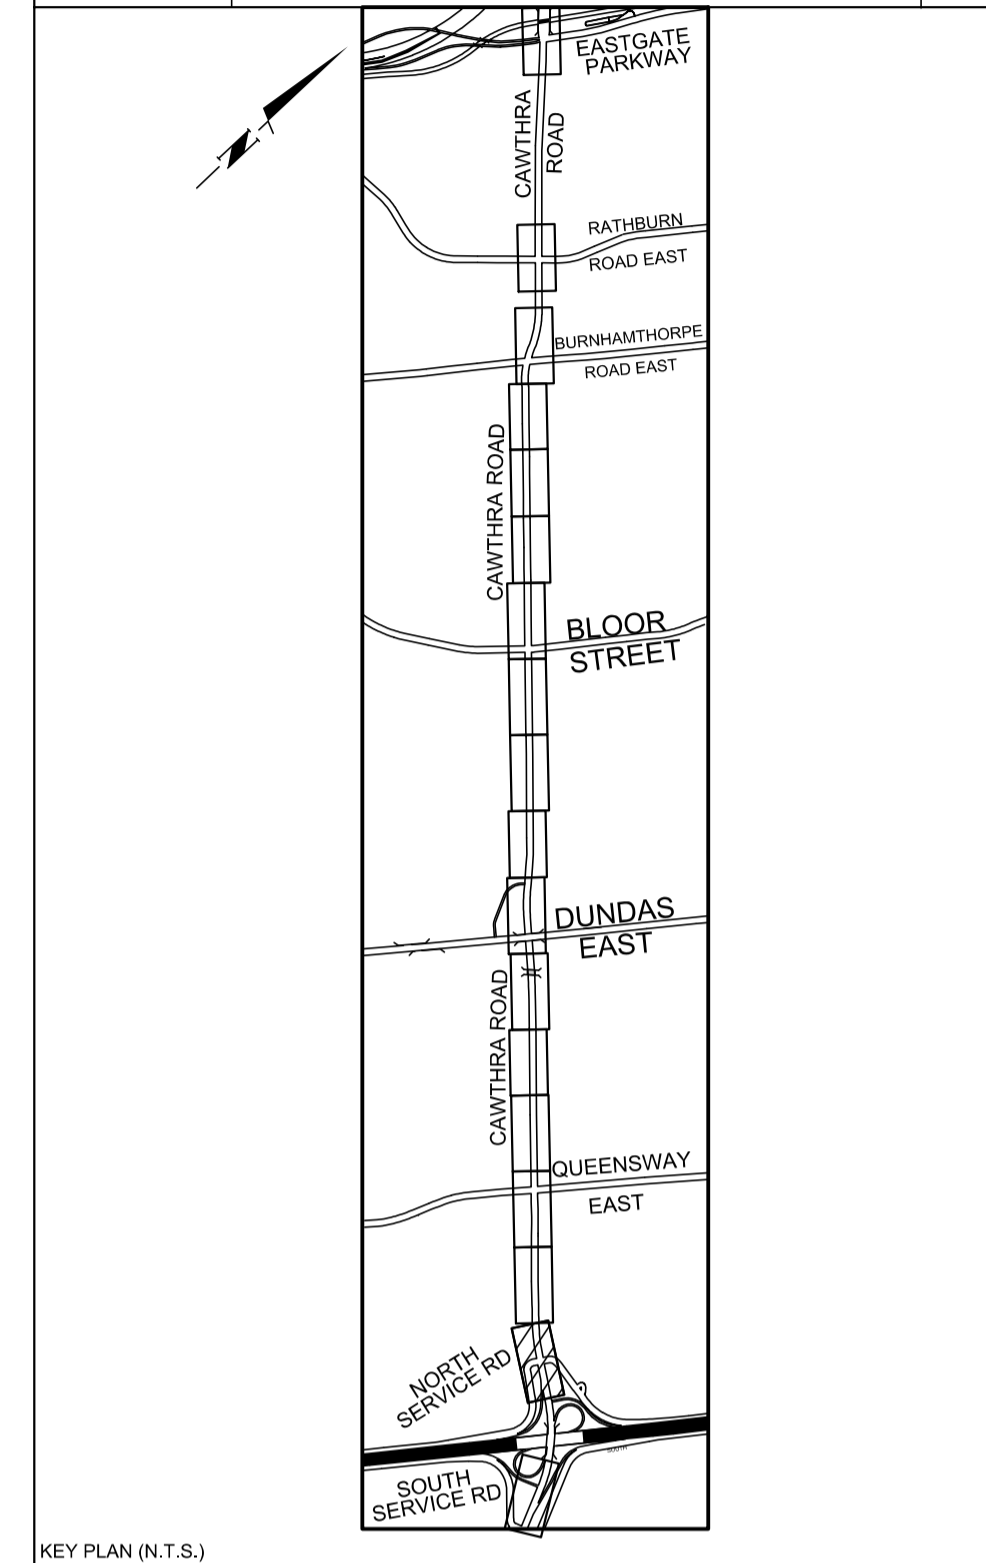 EASTGATE
PARKWAY
CAWTHRA
ROAD
N
RATHBURN
ROAD EAST
BURNHAMTHORPE
ROAD EAST
CAWTHRA ROAD
BLOOR
STREET
DUNDAS
EAST
CAWTHRA ROAD
QUEENSWAY
EAST
NORTH
SERVICE RD
SOUTH
SOUTH
SERVICE RD
KEY PLAN (N.T.S.)